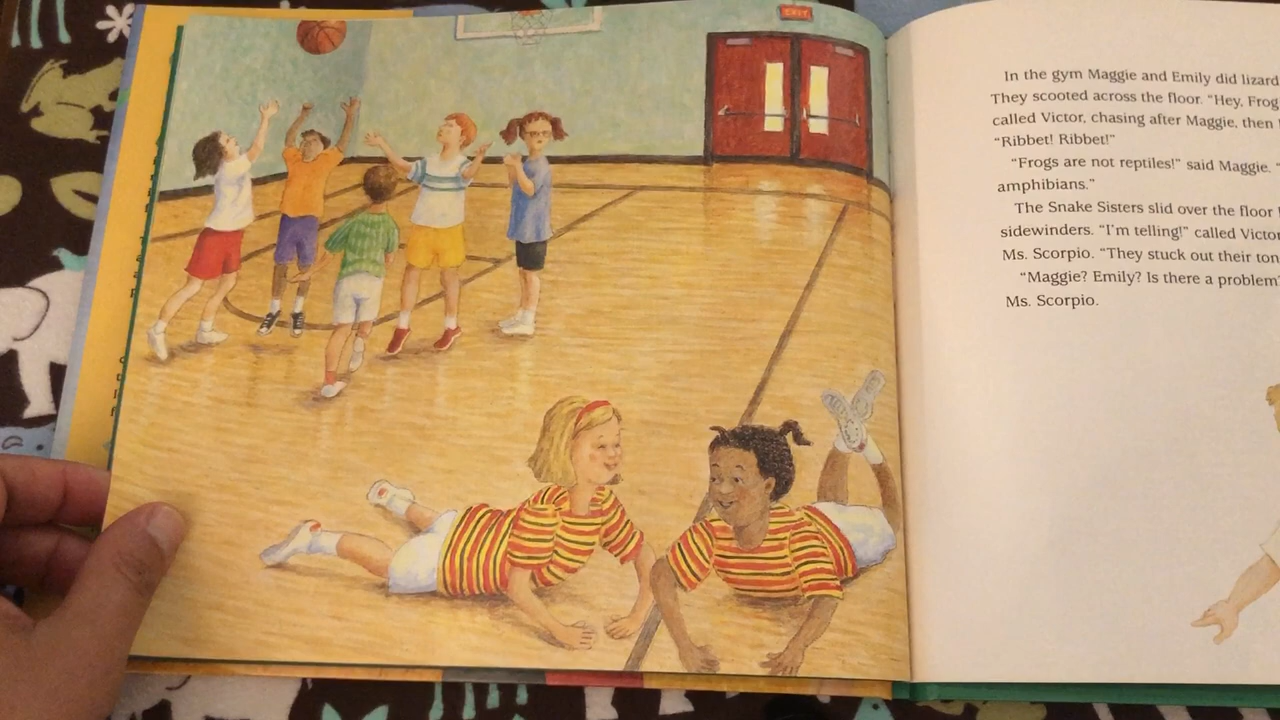 EXIT
In the gym Maggie and Emily did lizard
They scooted across the floor. “Hey, Frog
called Victor, chasing after Maggie, then
“Ribbet! Ribbet!”
“Frogs are not reptiles!” said Maggie.
amphibians.”
The Snake Sisters slid over the floor
sidewinders. “I’m telling!” called Victor
Ms. Scorpio. “They stuck out their ton
“Maggie? Emily? Is there a problem?
Ms. Scorpio.